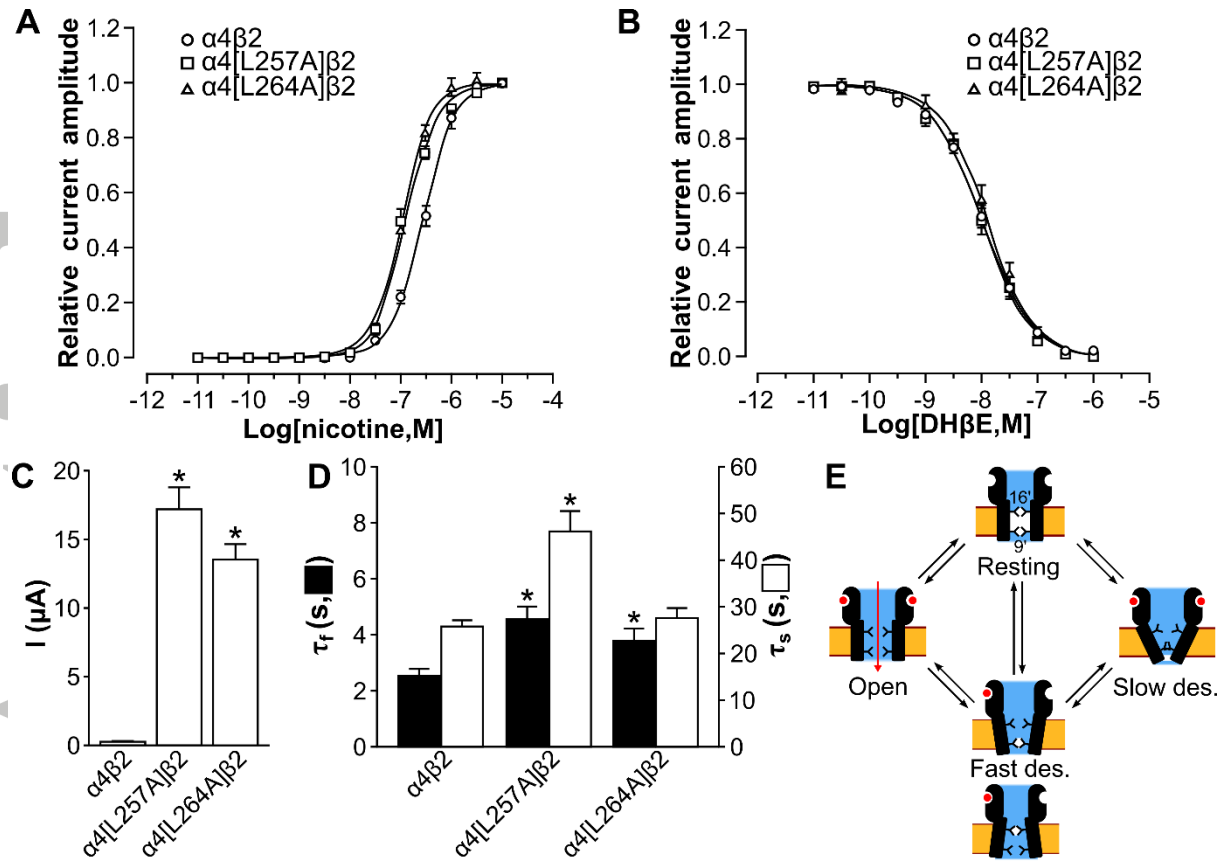 A
α4β2
α4[L257A]β2
α4[L264A]β2
Relative current amplitude
1.0
0.8
0.6
0.4
0.2
0.0
-12 -11 -10 -9 -8 -7 -6 -5 -4
Log[nicotine,M]
B
α4β2
α4[L257A]β2
α4[L264A]β2
Relative current amplitude
1.0
0.8
0.6
0.4
0.2
0.0
-12 -11 -10 -9 -8 -7 -6 -5
Log[DHβE,M]
C
I (µA)
20
15
10
5
0
* *
α4β2
α4[L257A]β2
α4[L264A]β2
D
τf (s, )
10
8
6
4
2
0
* * *
60
50
40
30
20
10
0
τs (s, )
α4β2
α4[L257A]β2
α4[L264A]β2
E
16'
9'
Resting
Open
Slow des.
Fast des.